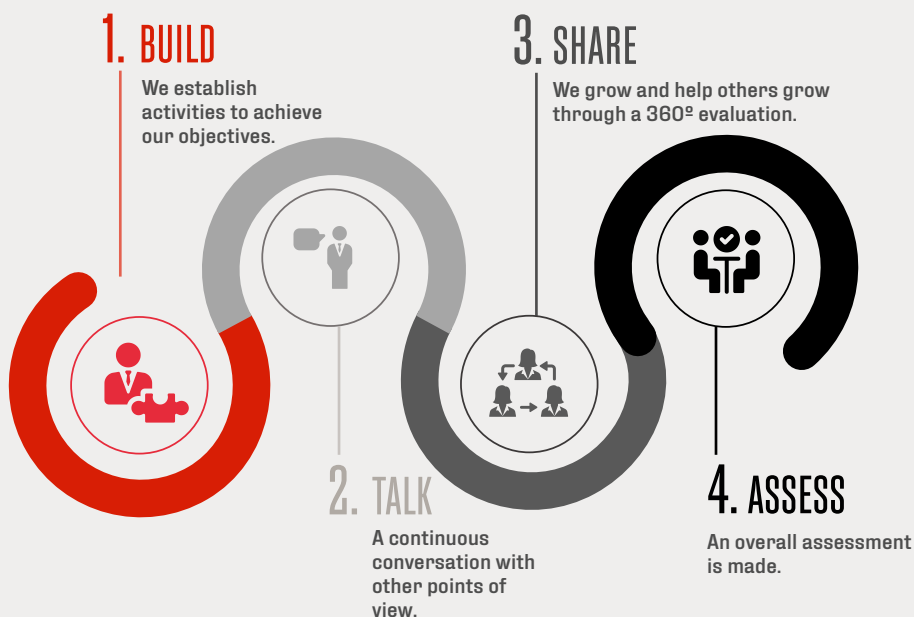 1. BUILD
We establish
activities to achieve
our objectives.
2. TALK
A continuous
conversation with
other points of
view.
3. SHARE
We grow and help others grow
through a 360º evaluation.
4. ASSESS
An overall assessment
is made.